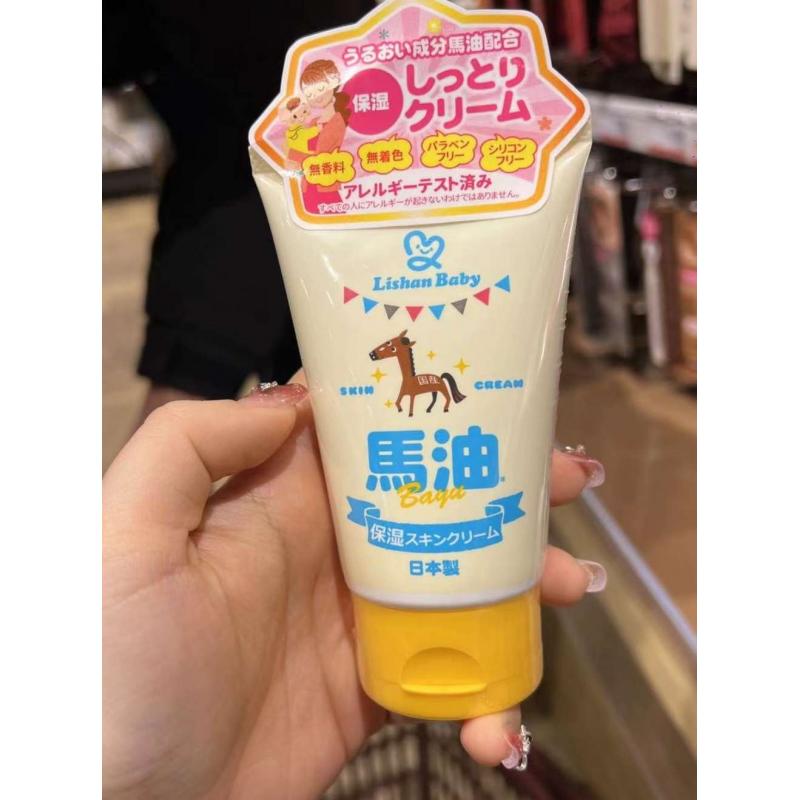 うるおい成分馬油配合
保湿
しっとり
クリーム
無香料
無着色
パラベン
フリー
シリコン
フリー
アレルギーテスト済み
すべての人にアレルギーが起きないわけではありません。
Lishan Baby
国産
SKIN CREAM
馬油
Bayu
保湿スキンクリーム
日本製